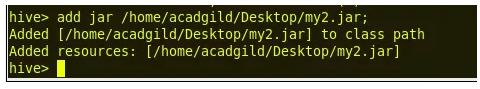 hive> add jar /home/acadgild/Desktop/my2.jar;
Added [/home/acadgild/Desktop/my2.jar] to class path
Added resources: [/home/acadgild/Desktop/my2.jar]
hive>